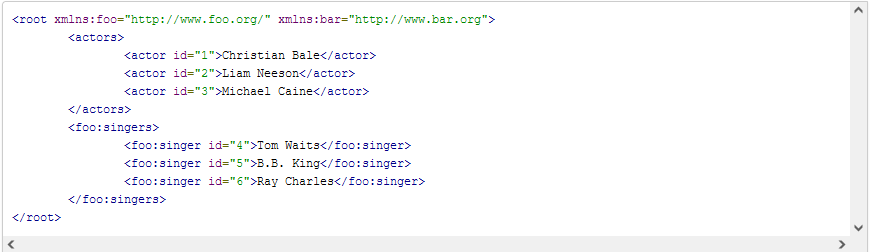 <root xmlns:foo="http://www.foo.org/" xmlns:bar="http://www.bar.org">
<actors>
<actor id="1">Christian Bale</actor>
<actor id="2">Liam Neeson</actor>
<actor id="3">Michael Caine</actor>
</actors>
<foo:singers>
<foo:singer id="4">Tom Waits</foo:singer>
<foo:singer id="5">B.B. King</foo:singer>
<foo:singer id="6">Ray Charles</foo:singer>
</foo:singers>
</root>